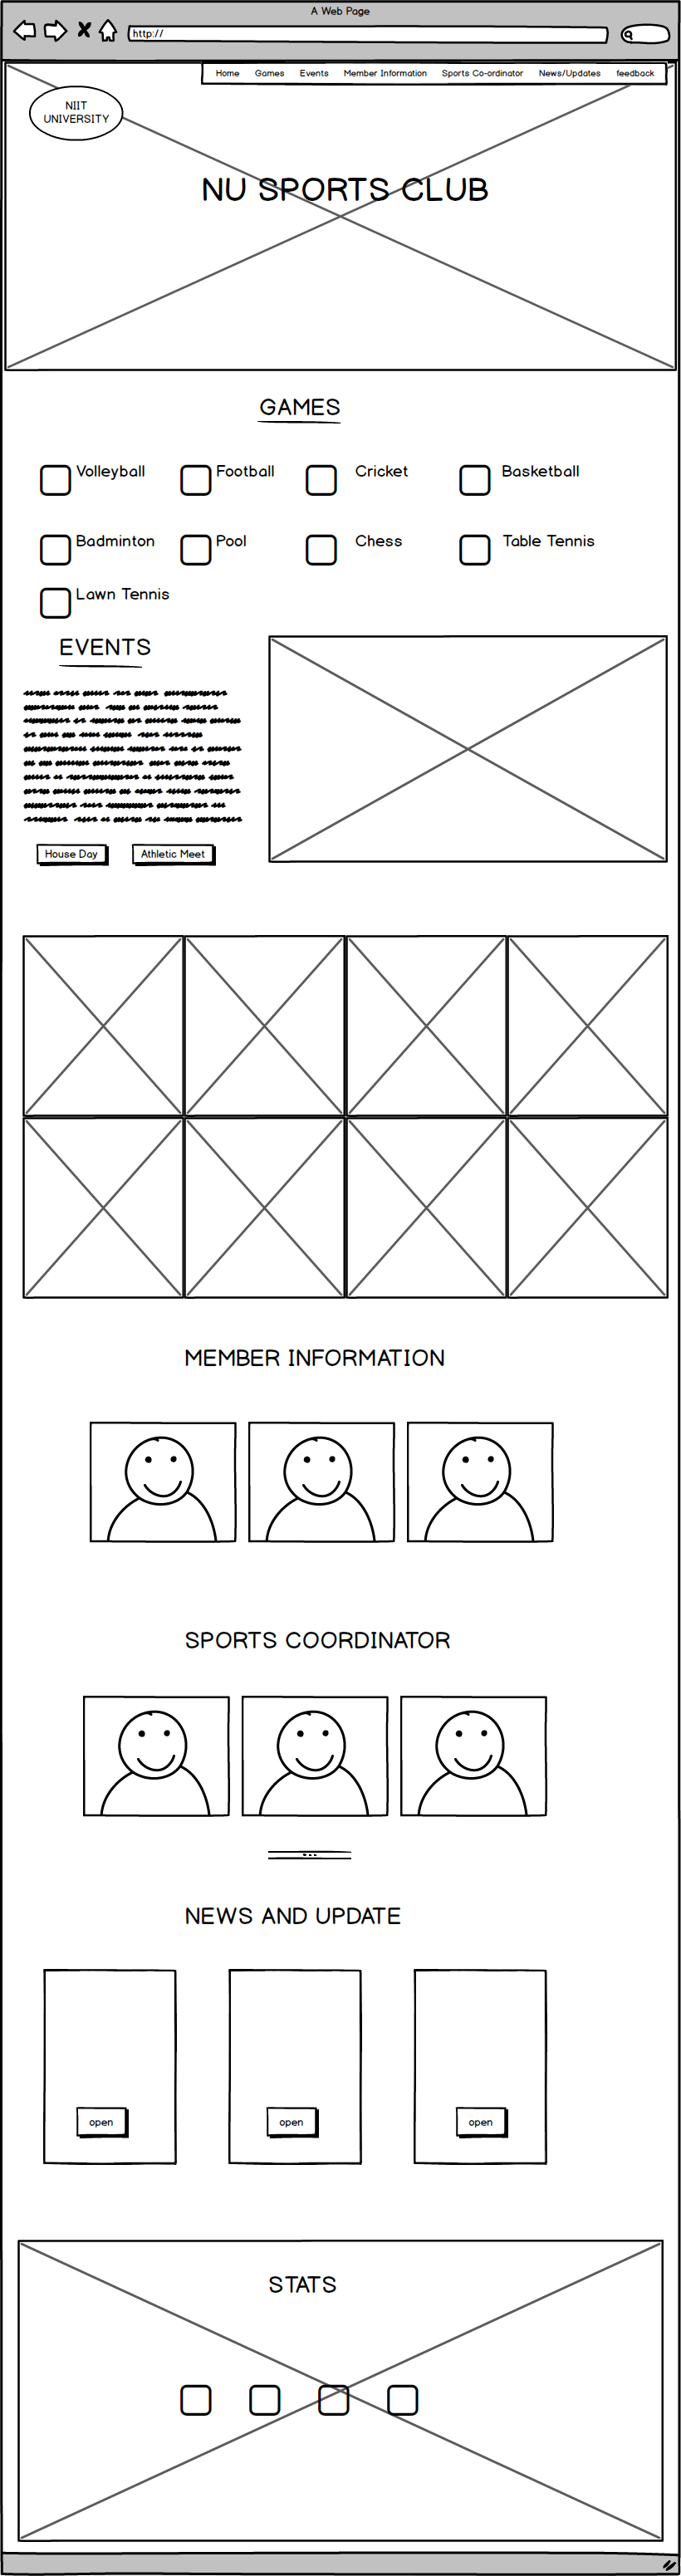 A Web Page
http://
Home Games Events Member Information Sports Co-ordinator News/Updates feedback
NIIT
UNIVERSITY
NU SPORTS CLUB
GAMES
Volleyball Football Cricket Basketball
Badminton Pool Chess Table Tennis
Lawn Tennis
EVENTS
House Day Athletic Meet
MEMBER INFORMATION
SPORTS COORDINATOR
NEWS AND UPDATE
open open open
STATS